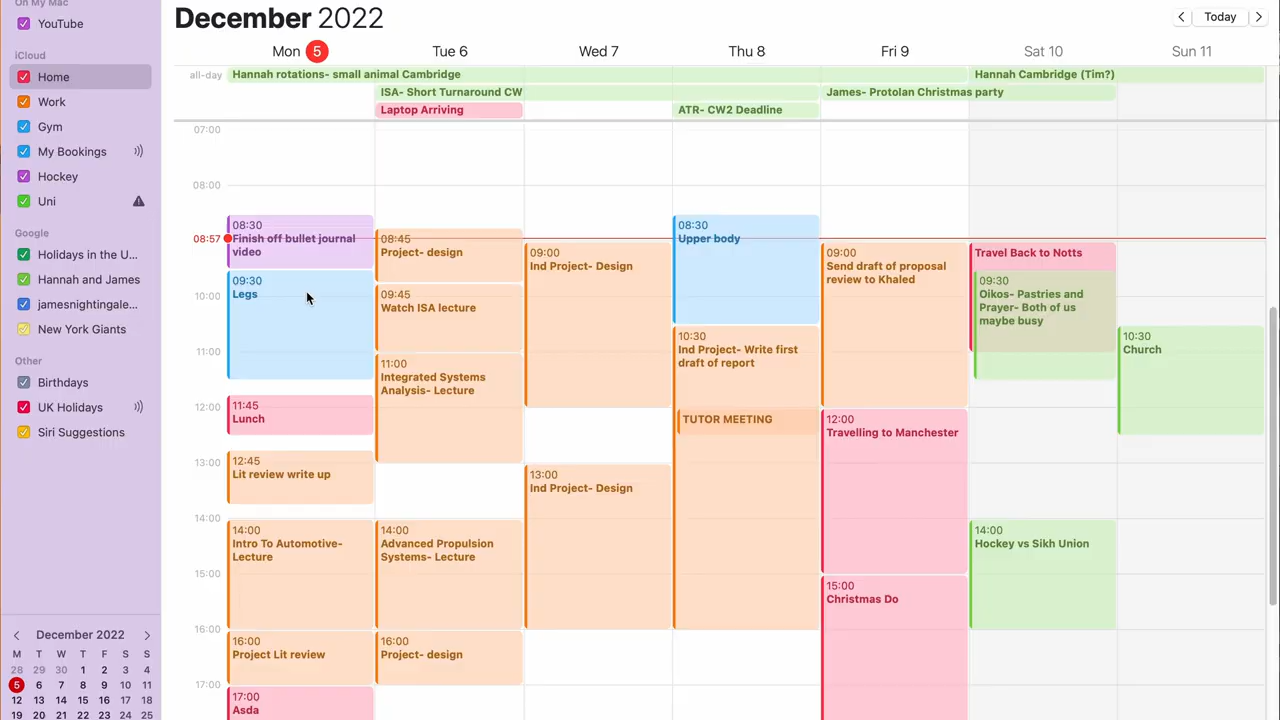 On My Mac
YouTube
iCloud
Home
Work
Gym
My Bookings
Hockey
Uni
Google
Holidays in the U...
Hannah and James
jamesnightingale...
New York Giants
Other
Birthdays
UK Holidays
Siri Suggestions
December 2022
M T W T F S S
28 29 30 1 2 3 4
5 6 7 8 9 10 11
12 13 14 15 16 17 18
19 20 21 22 23 24 25
December 2022
Today
Mon 5
Tue 6
Wed 7
Thu 8
Fri 9
Sat 10
Sun 11
all-day
Hannah rotations- small animal Cambridge
Hannah Cambridge (Tim?)
ISA- Short Turnaround CW
James- Protolan Christmas party
Laptop Arriving
ATR- CW2 Deadline
07:00
08:00
08:57
10:00
11:00
12:00
13:00
14:00
15:00
16:00
17:00
08:30
Finish off bullet journal
video
09:30
Legs
11:45
Lunch
12:45
Lit review write up
14:00
Intro To Automotive-
Lecture
16:00
Project Lit review
17:00
Asda
08:45
Project- design
09:45
Watch ISA lecture
11:00
Integrated Systems
Analysis- Lecture
14:00
Advanced Propulsion
Systems- Lecture
16:00
Project- design
09:00
Ind Project- Design
13:00
Ind Project- Design
08:30
Upper body
10:30
Ind Project- Write first
draft of report
TUTOR MEETING
09:00
Send draft of proposal
review to Khaled
12:00
Travelling to Manchester
15:00
Christmas Do
Travel Back to Notts
09:30
Oikos- Pastries and
Prayer- Both of us
maybe busy
14:00
Hockey vs Sikh Union
10:30
Church